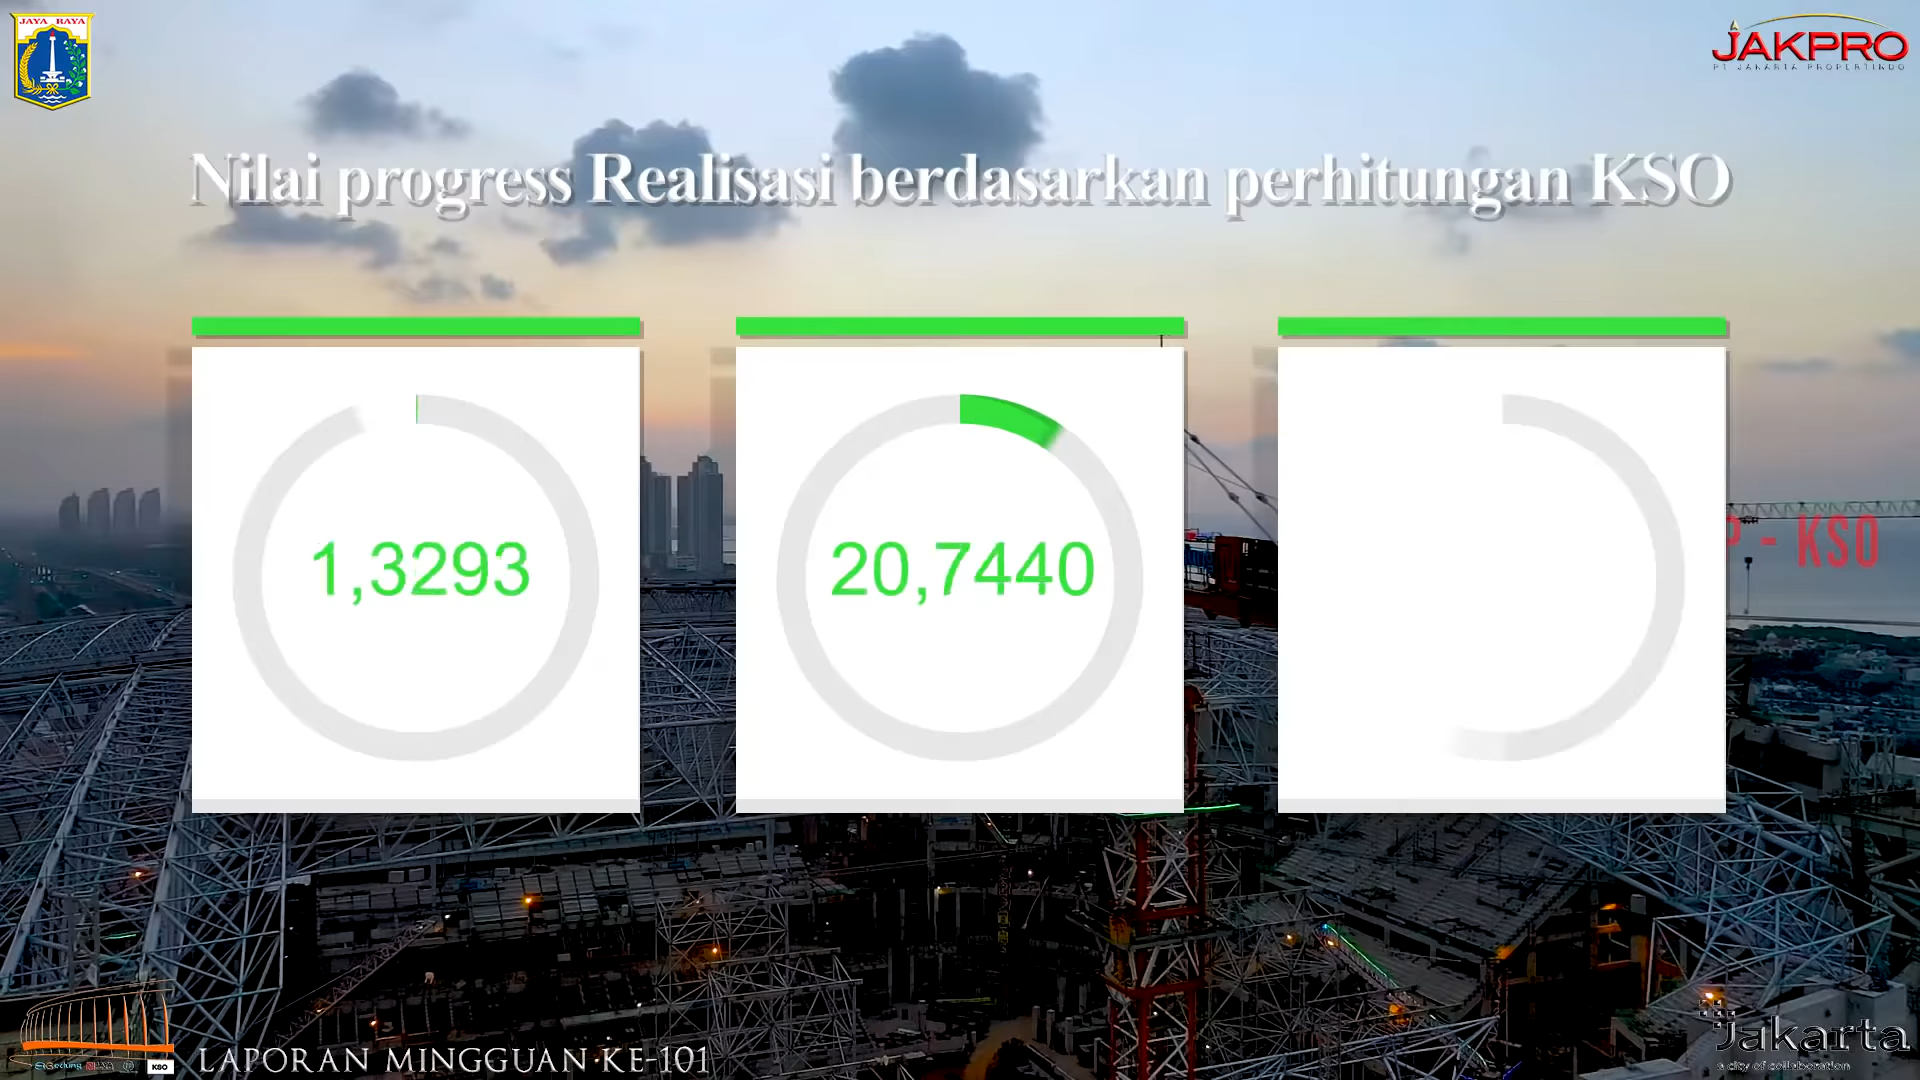 JAYA RAYA
JAKPRO
PT JAKARTA PROPERTINDO
Nilai progress Realisasi berdasarkan perhitungan KSO
1,3293
20,7440
P - KSO
KSO
LAPORAN MINGGUAN KE-101
Jakarta
a city of collaboration